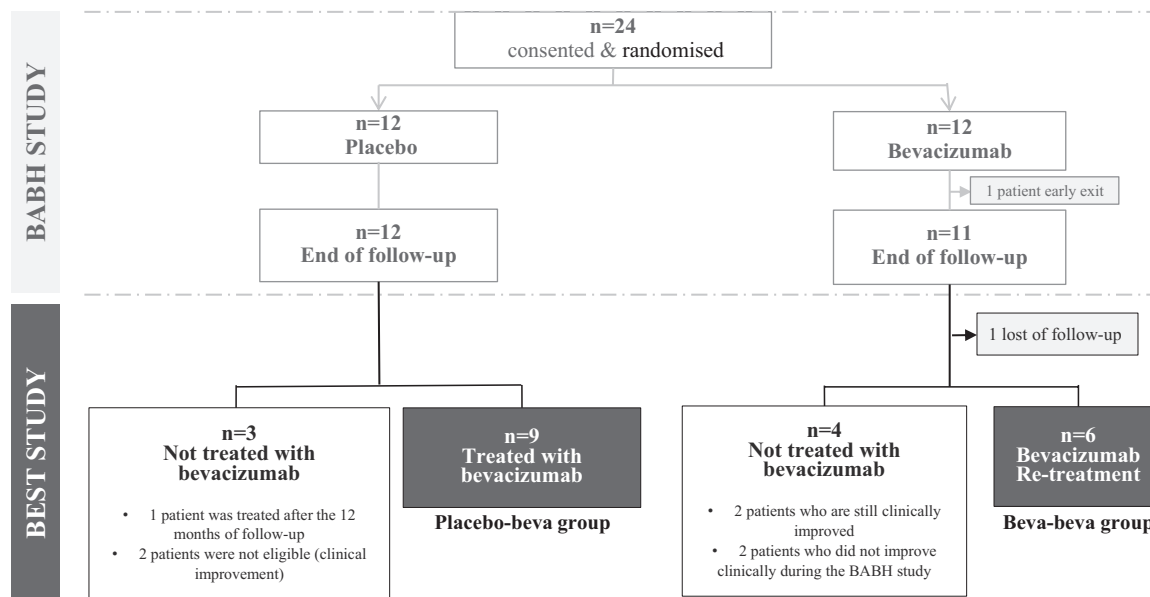 BABH STUDY
n=24
consented & randomised
n=12
Placebo
n=12
Bevacizumab
1 patient early exit
n=12
End of follow-up
n=11
End of follow-up
BEST STUDY
1 lost of follow-up
n=3
Not treated with
bevacizumab
• 1 patient was treated after the 12
months of follow-up
• 2 patients were not eligible (clinical
improvement)
n=9
Treated with
bevacizumab
Placebo-beva group
n=4
Not treated with
bevacizumab
• 2 patients who are still clinically
improved
• 2 patients who did not improve
clinically during the BABH study
n=6
Bevacizumab
Re-treatment
Beva-beva group